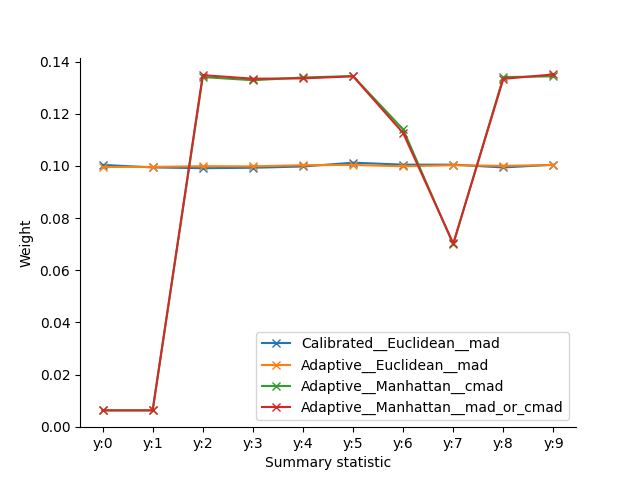 0.14
0.12
0.10
0.08
0.06
0.04
0.02
0.00
Weight
y:0 y:1 y:2 y:3 y:4 y:5 y:6 y:7 y:8 y:9
Summary statistic
Calibrated__Euclidean__mad
Adaptive__Euclidean__mad
Adaptive__Manhattan__cmad
Adaptive__Manhattan__mad_or_cmad